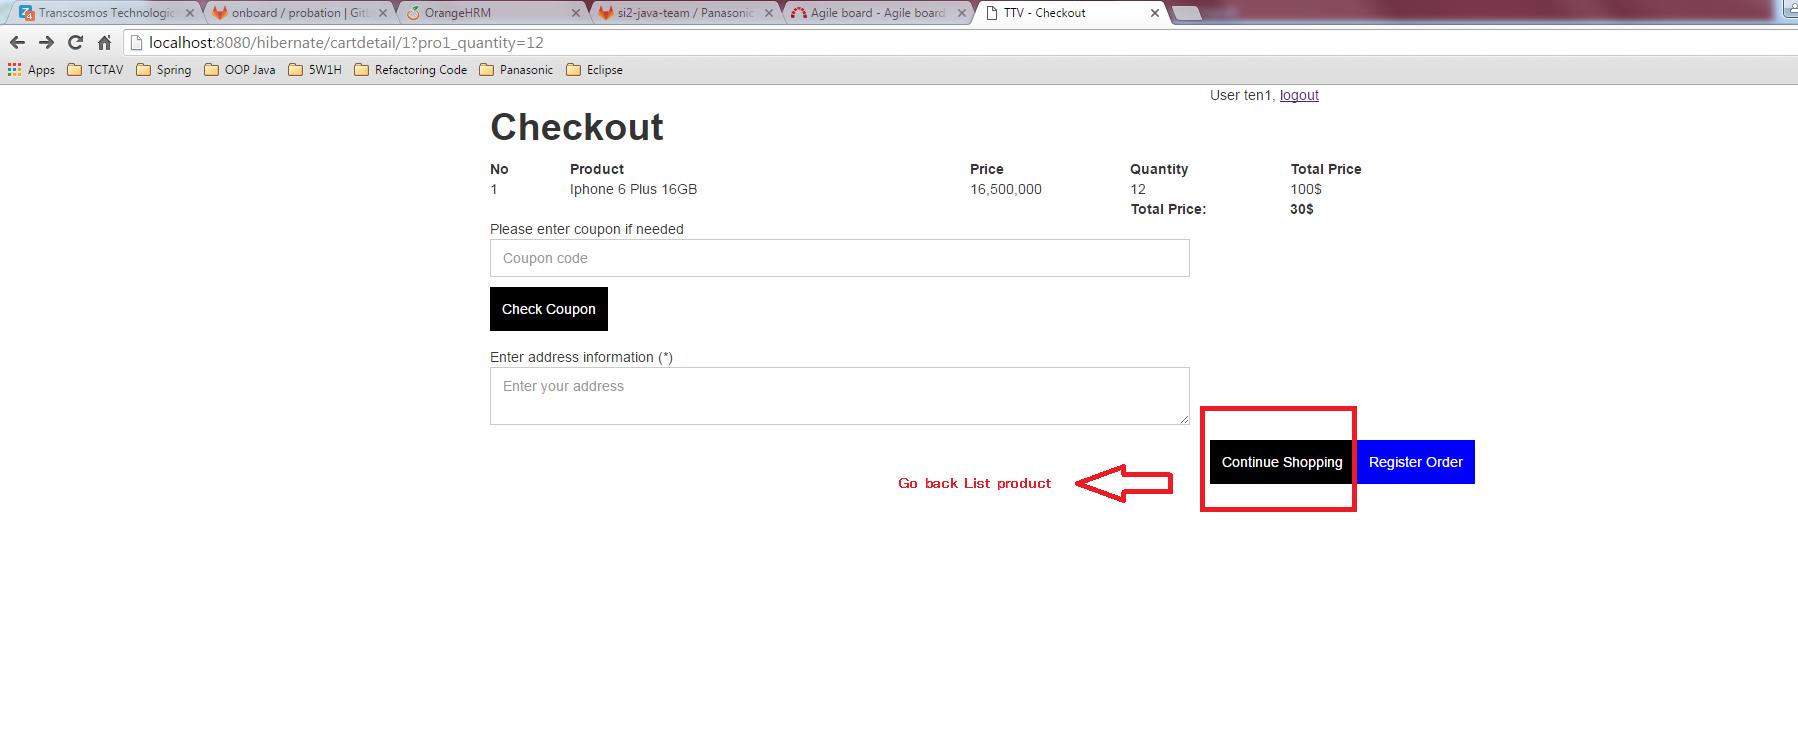 Transcosmos Technologic
onboard / probation | GitL
OrangeHRM
si2-java-team / Panasonic
Agile board - Agile board
TTV - Checkout
localhost:8080/hibernate/cartdetail/1?pro1_quantity=12
Apps TCTAV Spring OOP Java 5W1H Refactoring Code Panasonic Eclipse
User ten1, logout
Checkout
No Product Price Quantity Total Price
1 Iphone 6 Plus 16GB 16,500,000 12 100$
Total Price: 30$
Please enter coupon if needed
Coupon code
Check Coupon
Enter address information (*)
Enter your address
Continue Shopping Register Order
Go back List product